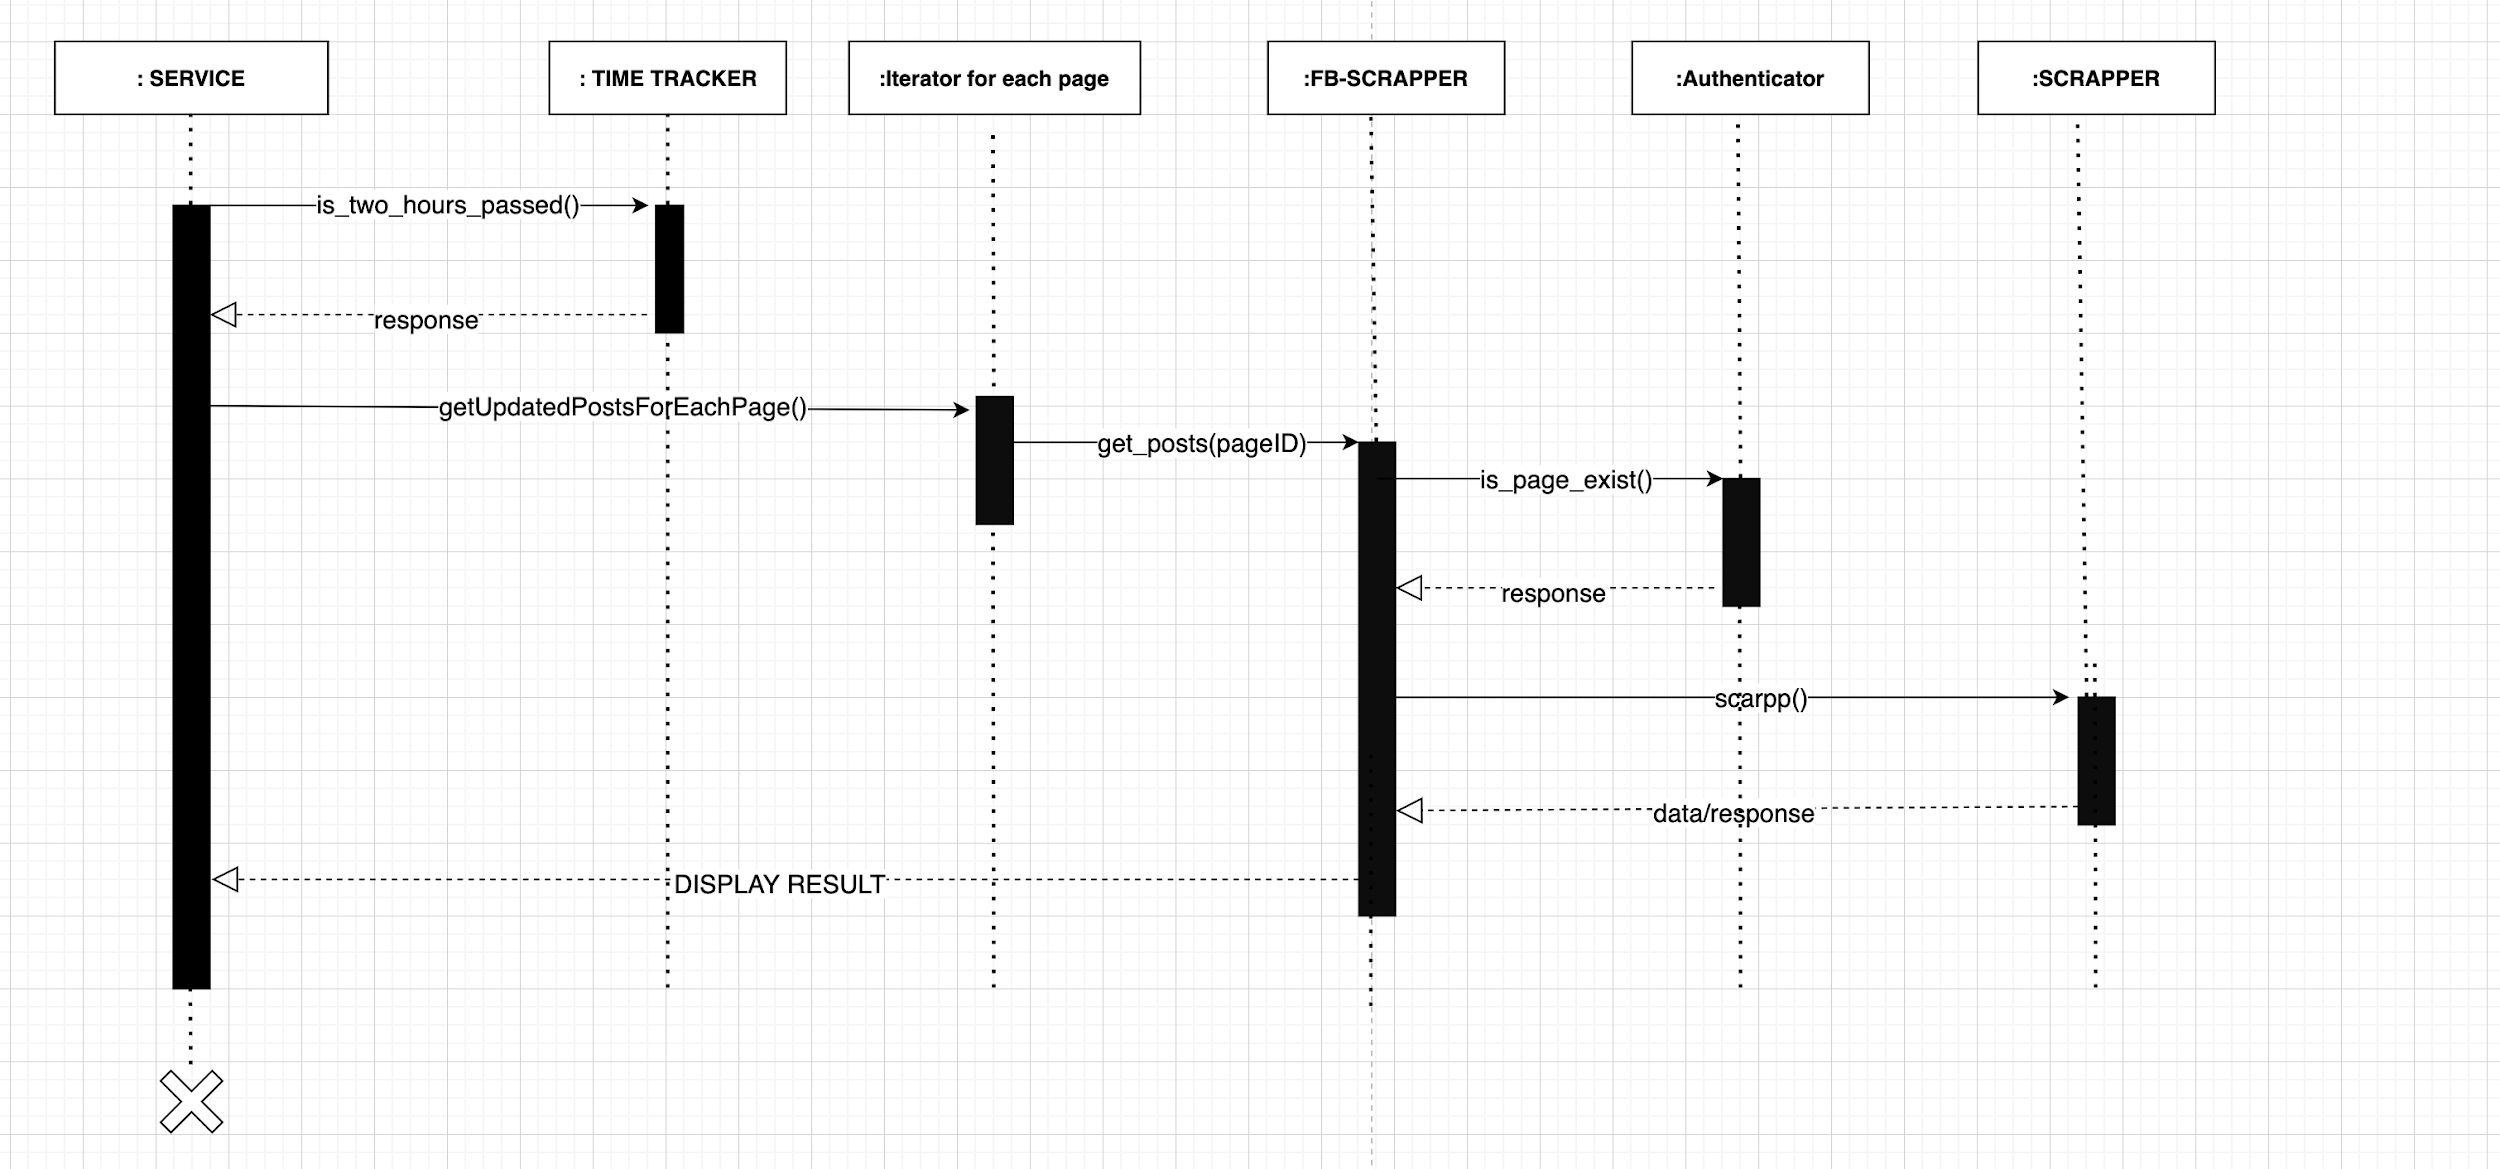 : SERVICE
: TIME TRACKER
:Iterator for each page
:FB-SCRAPPER
:Authenticator
:SCRAPPER
is_two_hours_passed()
response
getUpdatedPostsForEachPage()
get_posts(pageID)
is_page_exist()
response
scarpp()
data/response
DISPLAY RESULT